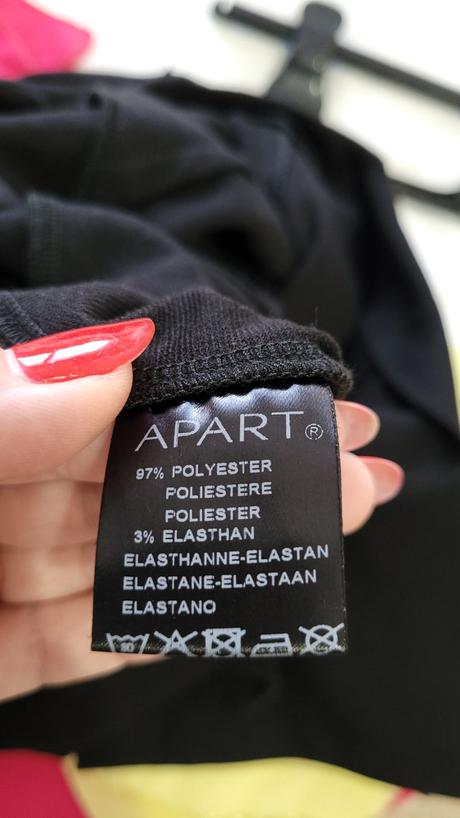 APART®
97% POLYESTER
POLIESTERE
POLIESTER
3% ELASTHAN
ELASTHANNE-ELASTAN
ELASTANE-ELASTAAN
ELASTANO